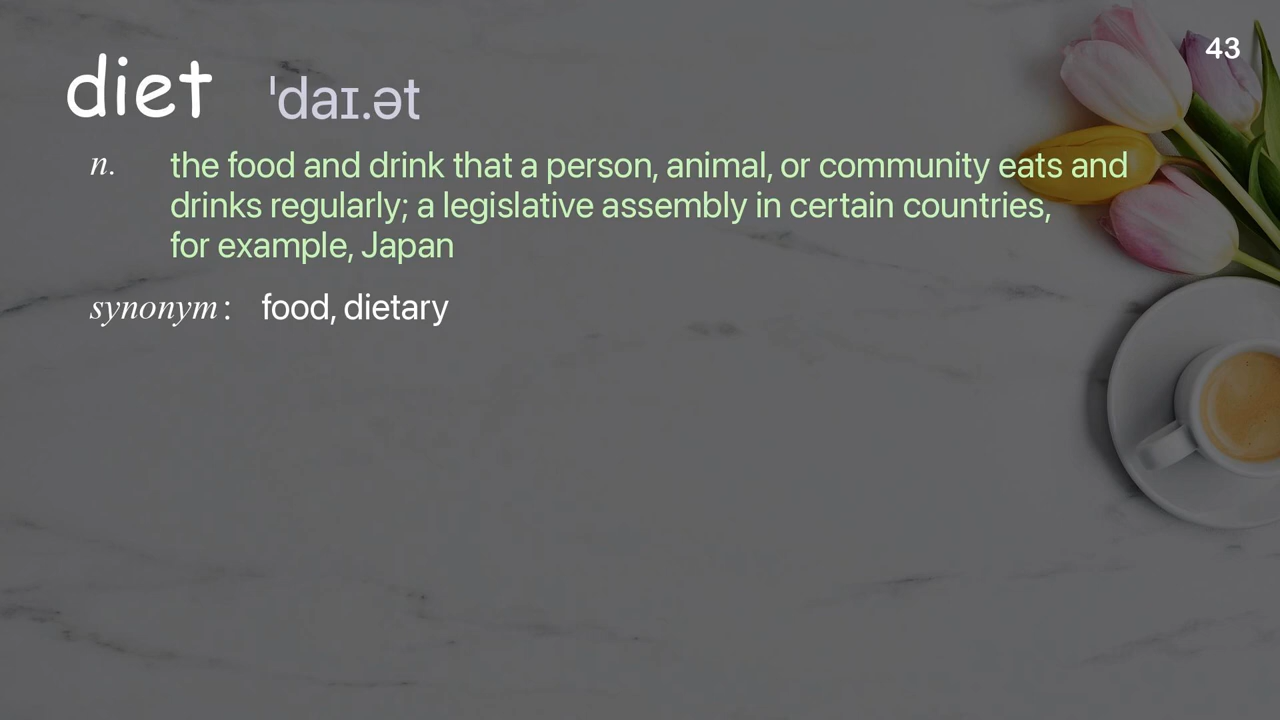 43
diet ˈdaɪ.ət
n. the food and drink that a person, animal, or community eats and
drinks regularly; a legislative assembly in certain countries,
for example, Japan
synonym : food, dietary